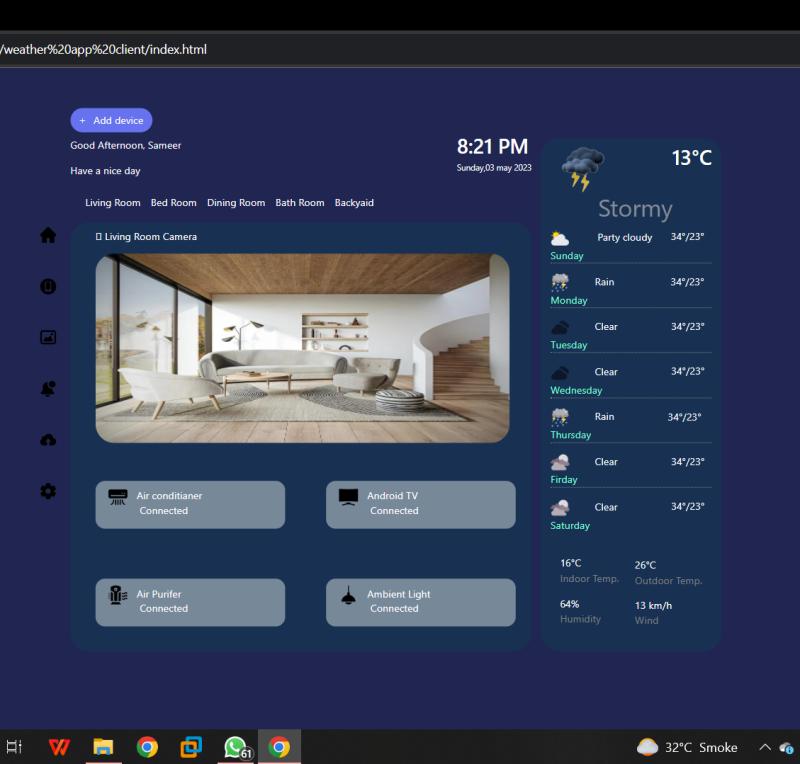 /weather%20app%20client/index.html
+ Add device
Good Afternoon, Sameer
Have a nice day
8:21 PM
Sunday,03 may 2023
Living Room Bed Room Dining Room Bath Room Backyaid
Living Room Camera
Air conditianer
Connected
Android TV
Connected
Air Purifer
Connected
Ambient Light
Connected
13°C
Stormy
Party cloudy 34°/23°
Sunday
Rain 34°/23°
Monday
Clear 34°/23°
Tuesday
Clear 34°/23°
Wednesday
Rain 34°/23°
Thursday
Clear 34°/23°
Firday
Clear 34°/23°
Saturday
16°C
Indoor Temp.
26°C
Outdoor Temp.
64%
Humidity
13 km/h
Wind
61
32°C Smoke